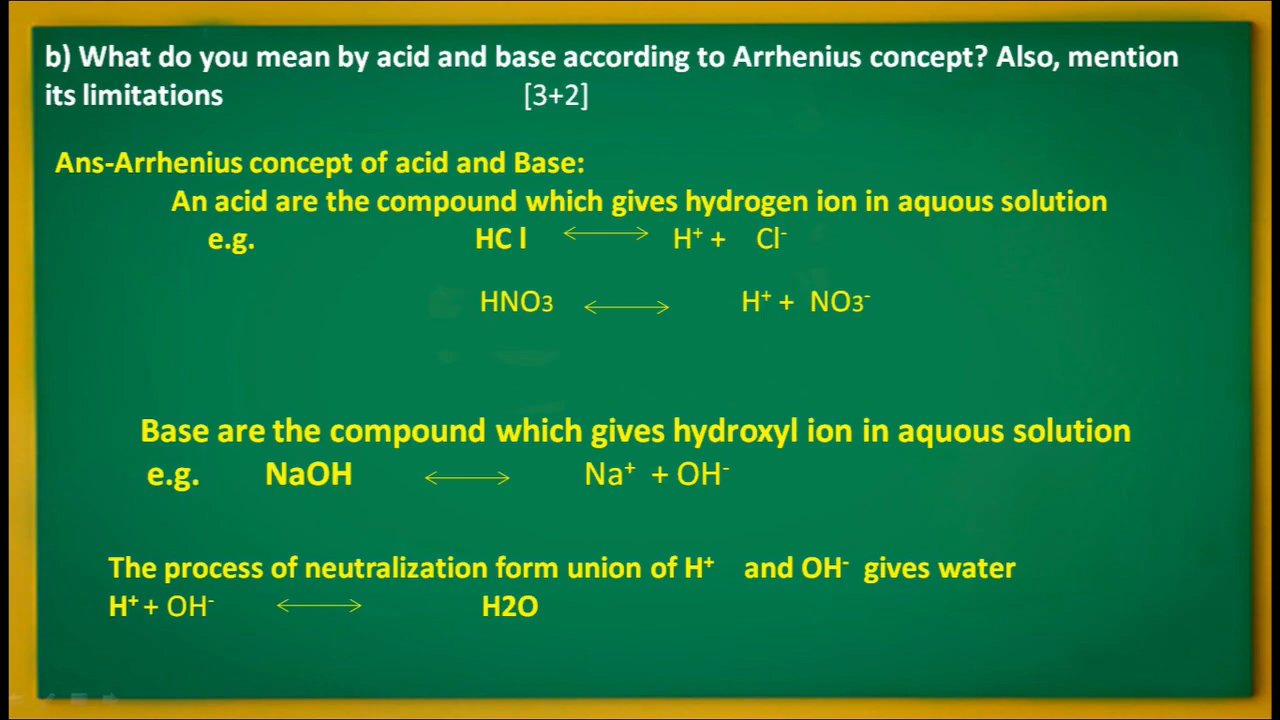 b) What do you mean by acid and base according to Arrhenius concept? Also, mention
its limitations [3+2]
Ans-Arrhenius concept of acid and Base:
An acid are the compound which gives hydrogen ion in aquous solution
e.g. HC l ⟷ H⁺ + Cl⁻
HNO3 ⟷ H⁺ + NO3⁻
Base are the compound which gives hydroxyl ion in aquous solution
e.g. NaOH ⟷ Na⁺ + OH⁻
The process of neutralization form union of H⁺ and OH⁻ gives water
H⁺ + OH⁻ ⟷ H2O